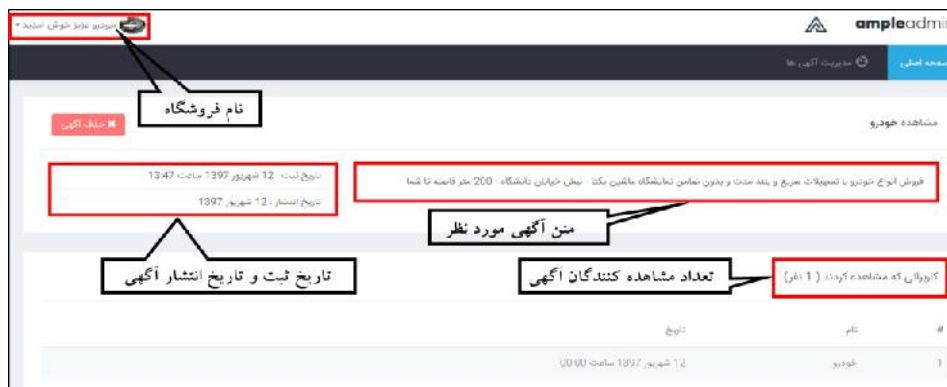 خودرو عزیز خوش آمدید
ampleadmi
صفحه اصلی
مدیریت آگهی ها
نام فروشگاه
مشاهده خودرو
حذف آگهی
فروش انواع خودرو با تسهیلات سریع و بلند مدت و بدون ضامن نمایشگاه ماشین یکتا - نبش خیابان دانشگاه - 200 متر فاصله تا شما
تاریخ ثبت : 12 شهریور 1397 ساعت 13:47
تاریخ انتشار : 12 شهریور 1397
متن آگهی مورد نظر
تاریخ ثبت و تاریخ انتشار آگهی
تعداد مشاهده کنندگان آگهی
کاربرانی که مشاهده کردند ( 1 نفر)
# نام تاریخ
1 خودرو 12 شهریور 1397 ساعت 00:00